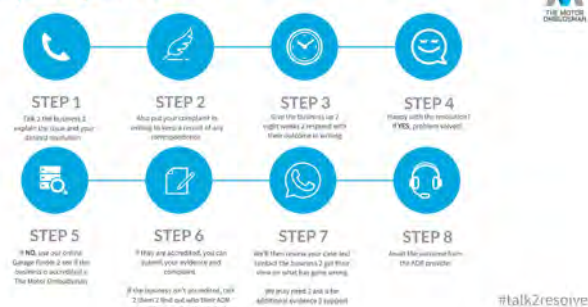 THE MOTOR
OMBUDSMAN
STEP 1
Talk 2 the business 2
explain the issue and your
desired resolution
STEP 2
Also put your complaint in
writing to keep a record of any
correspondence
STEP 3
Give the business up 2
eight weeks 2 respond with
their outcome in writing
STEP 4
Happy with the resolution?
If YES, problem solved!
STEP 5
If NO, use our online
Garage Finder 2 see if the
business is accredited 2
The Motor Ombudsman
STEP 6
If they are accredited, you can
submit your evidence and
complaint
If the business isn't accredited, talk
2 them 2 find out who their ADR
STEP 7
We'll then review your case and
contact the business 2 get their
view on what has gone wrong
We may need 2 ask 4 for
additional evidence 2 support
STEP 8
Await the outcome from
the ADR provider
#talk2resolve